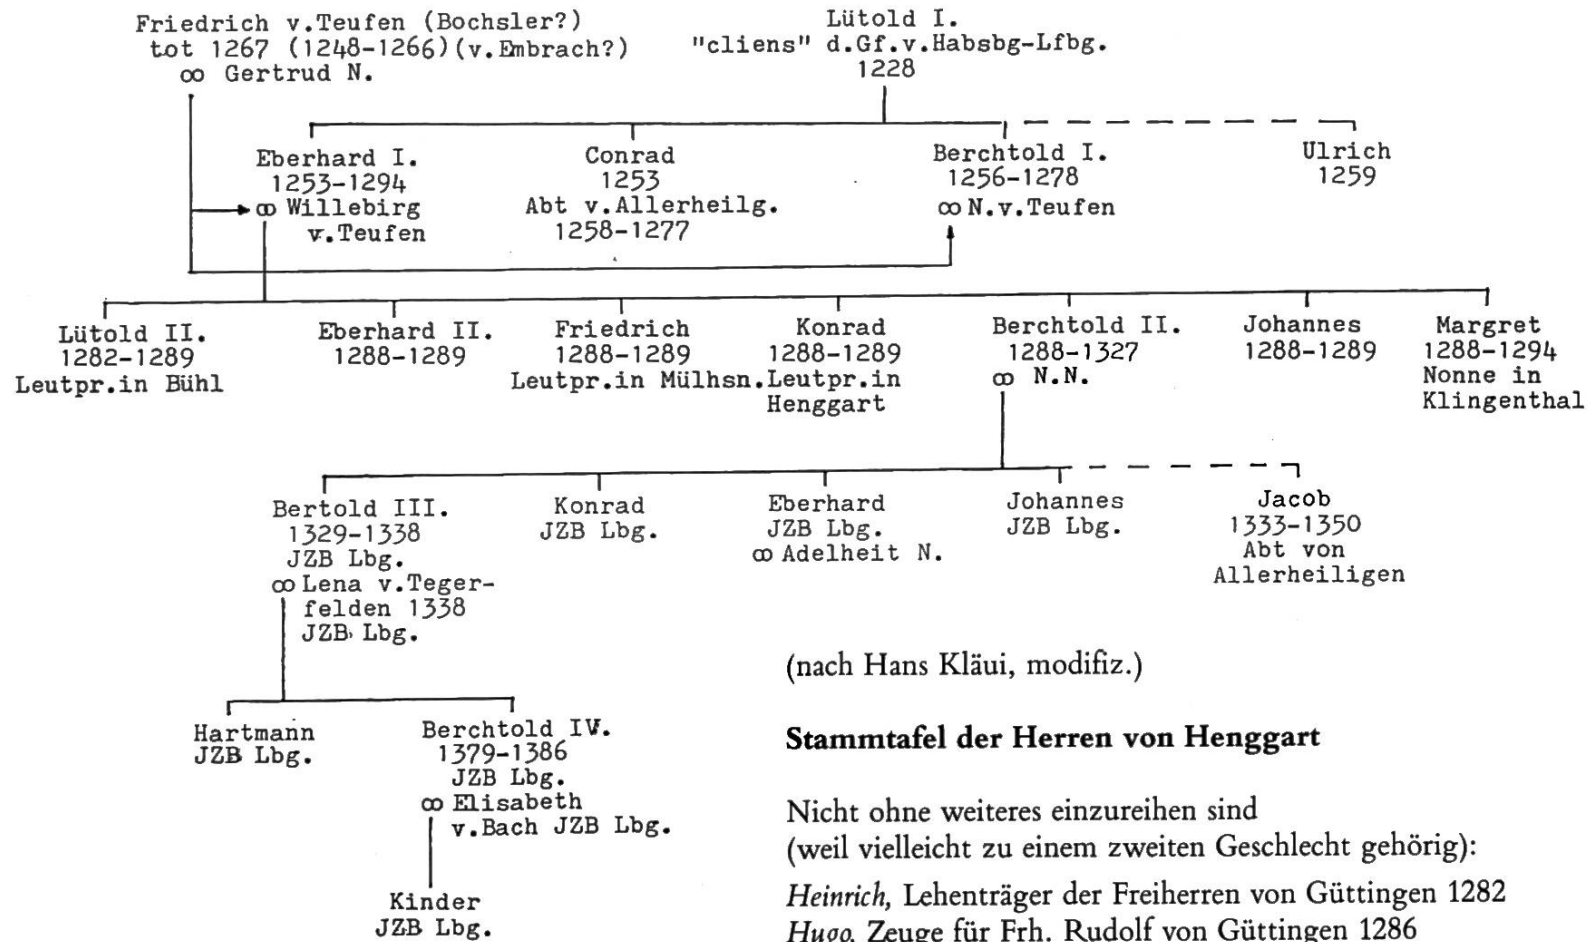 Friedrich v.Teufen (Bochsler?)
tot 1267 (1248-1266)(v.Embrach?)
∞ Gertrud N.
Lütold I.
"cliens" d.Gf.v.Habsbg-Lfbg.
1228
Eberhard I.
1253-1294
∞ Willebirg
v.Teufen
Conrad
1253
Abt v.Allerheilg.
1258-1277
Berchtold I.
1256-1278
∞ N.v.Teufen
Ulrich
1259
Lütold II.
1282-1289
Leutpr.in Bühl
Eberhard II.
1288-1289
Friedrich
1288-1289
Leutpr.in Mülhsn.
Konrad
1288-1289
Leutpr.in
Henggart
Berchtold II.
1288-1327
∞ N.N.
Johannes
1288-1289
Margret
1288-1294
Nonne in
Klingenthal
Bertold III.
1329-1338
JZB Lbg.
∞ Lena v.Teger-
felden 1338
JZB Lbg.
Konrad
JZB Lbg.
Eberhard
JZB Lbg.
∞ Adelheit N.
Johannes
JZB Lbg.
Jacob
1333-1350
Abt von
Allerheiligen
Hartmann
JZB Lbg.
Berchtold IV.
1379-1386
JZB Lbg.
∞ Elisabeth
v.Bach JZB Lbg.
Kinder
JZB Lbg.
(nach Hans Kläui, modifiz.)
Stammtafel der Herren von Henggart
Nicht ohne weiteres einzureihen sind
(weil vielleicht zu einem zweiten Geschlecht gehörig):
Heinrich, Lehenträger der Freiherren von Güttingen 1282
Hugo, Zeuge für Frh. Rudolf von Güttingen 1286